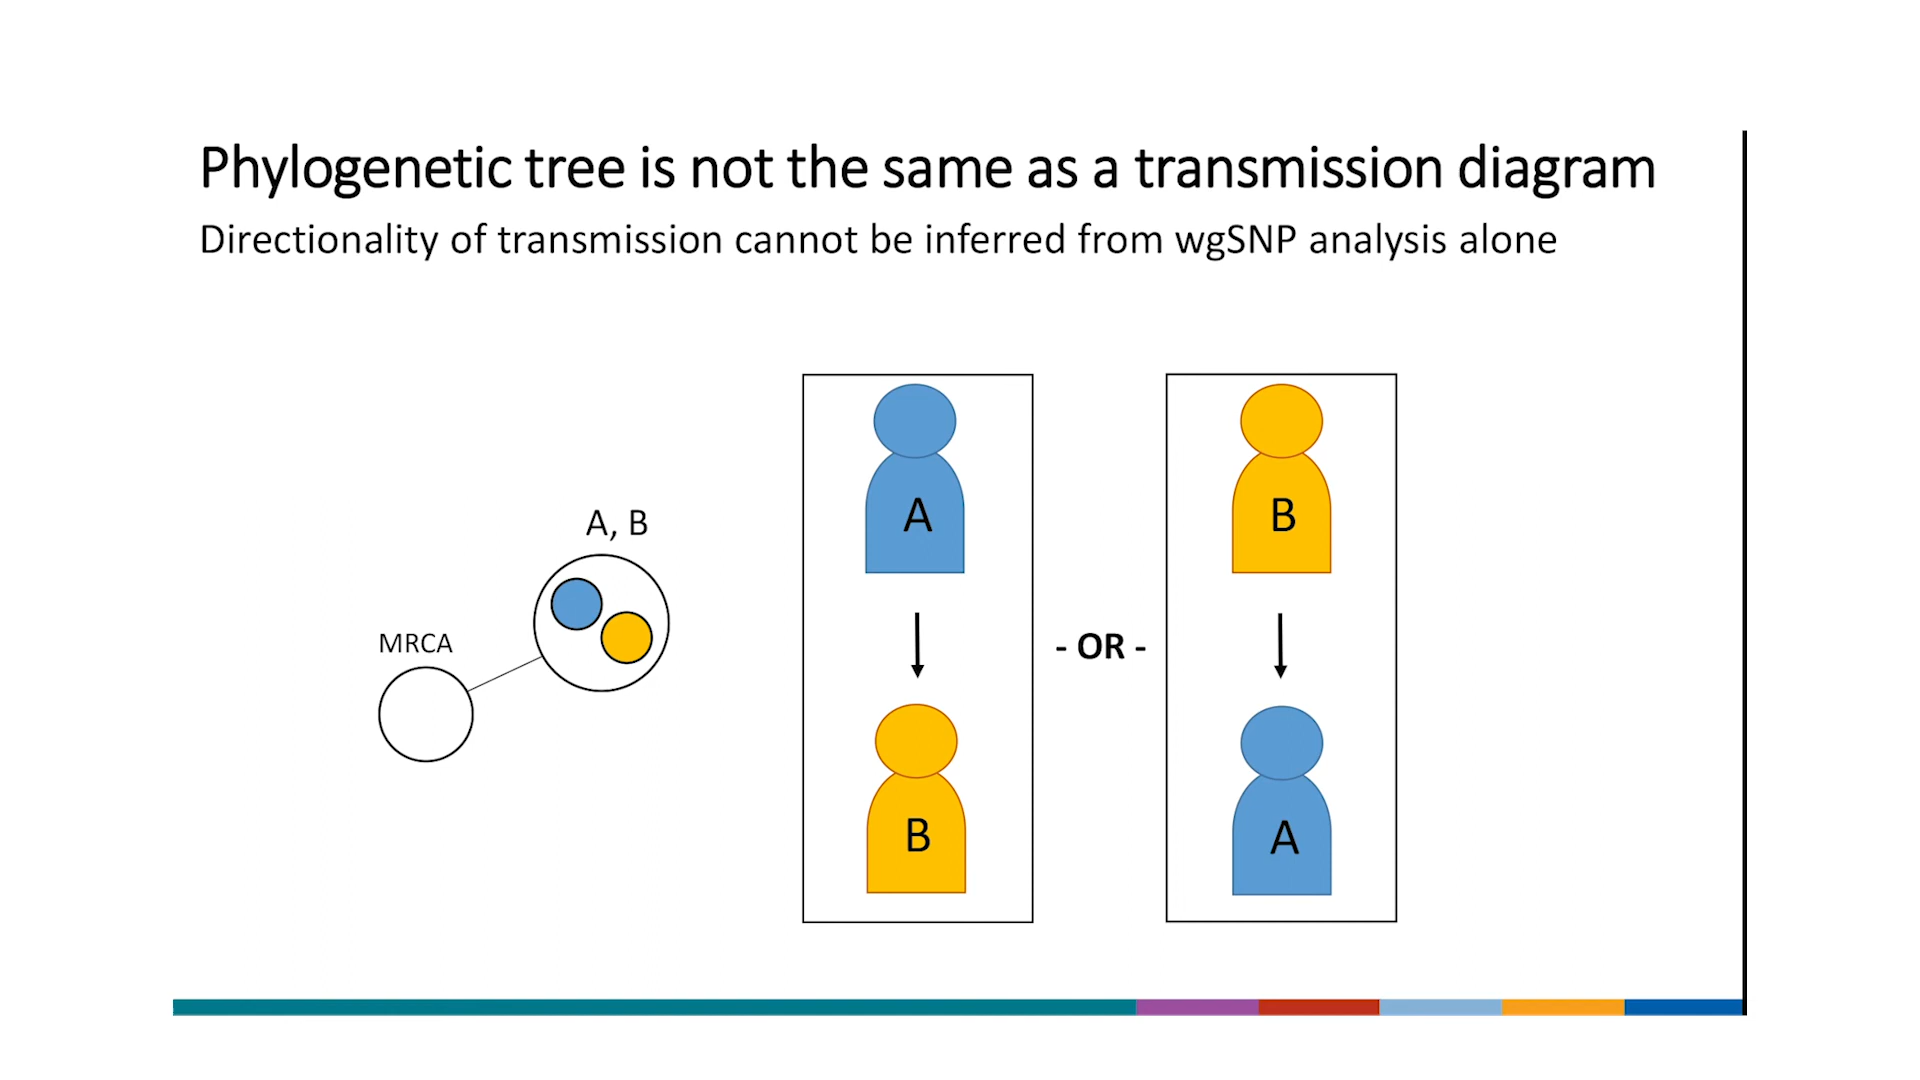 Phylogenetic tree is not the same as a transmission diagram
Directionality of transmission cannot be inferred from wgSNP analysis alone
A, B
MRCA
A
B
- OR -
B
A